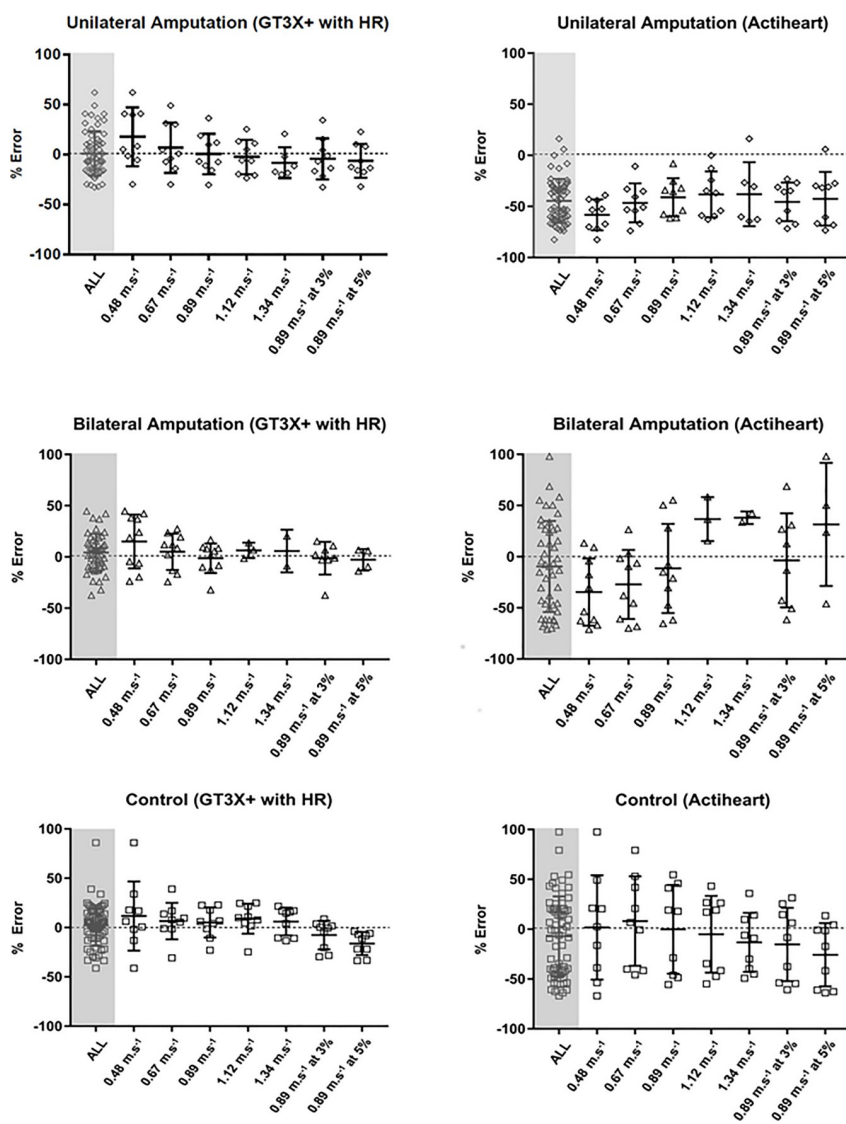 Unilateral Amputation (GT3X+ with HR)
% Error
100
50
0
-50
-100
ALL
0.48 m.s⁻¹
0.67 m.s⁻¹
0.89 m.s⁻¹
1.12 m.s⁻¹
1.34 m.s⁻¹
0.89 m.s⁻¹ at 3%
0.89 m.s⁻¹ at 5%
Unilateral Amputation (Actiheart)
% Error
100
50
-50
-100
ALL
0.48 m.s⁻¹
0.67 m.s⁻¹
0.89 m.s⁻¹
1.12 m.s⁻¹
1.34 m.s⁻¹
0.89 m.s⁻¹ at 3%
0.89 m.s⁻¹ at 5%
Bilateral Amputation (GT3X+ with HR)
% Error
100
50
0
-50
-100
ALL
0.48 m.s⁻¹
0.67 m.s⁻¹
0.89 m.s⁻¹
1.12 m.s⁻¹
1.34 m.s⁻¹
0.89 m.s⁻¹ at 3%
0.89 m.s⁻¹ at 5%
Bilateral Amputation (Actiheart)
% Error
100
50
0
-50
-100
ALL
0.48 m.s⁻¹
0.67 m.s⁻¹
0.89 m.s⁻¹
1.12 m.s⁻¹
1.34 m.s⁻¹
0.89 m.s⁻¹ at 3%
0.89 m.s⁻¹ at 5%
Control (GT3X+ with HR)
% Error
100
50
0
-50
-100
ALL
0.48 m.s⁻¹
0.67 m.s⁻¹
0.89 m.s⁻¹
1.12 m.s⁻¹
1.34 m.s⁻¹
0.89 m.s⁻¹ at 3%
0.89 m.s⁻¹ at 5%
Control (Actiheart)
% Error
100
50
0
-50
-100
ALL
0.48 m.s⁻¹
0.67 m.s⁻¹
0.89 m.s⁻¹
1.12 m.s⁻¹
1.34 m.s⁻¹
0.89 m.s⁻¹ at 3%
0.89 m.s⁻¹ at 5%